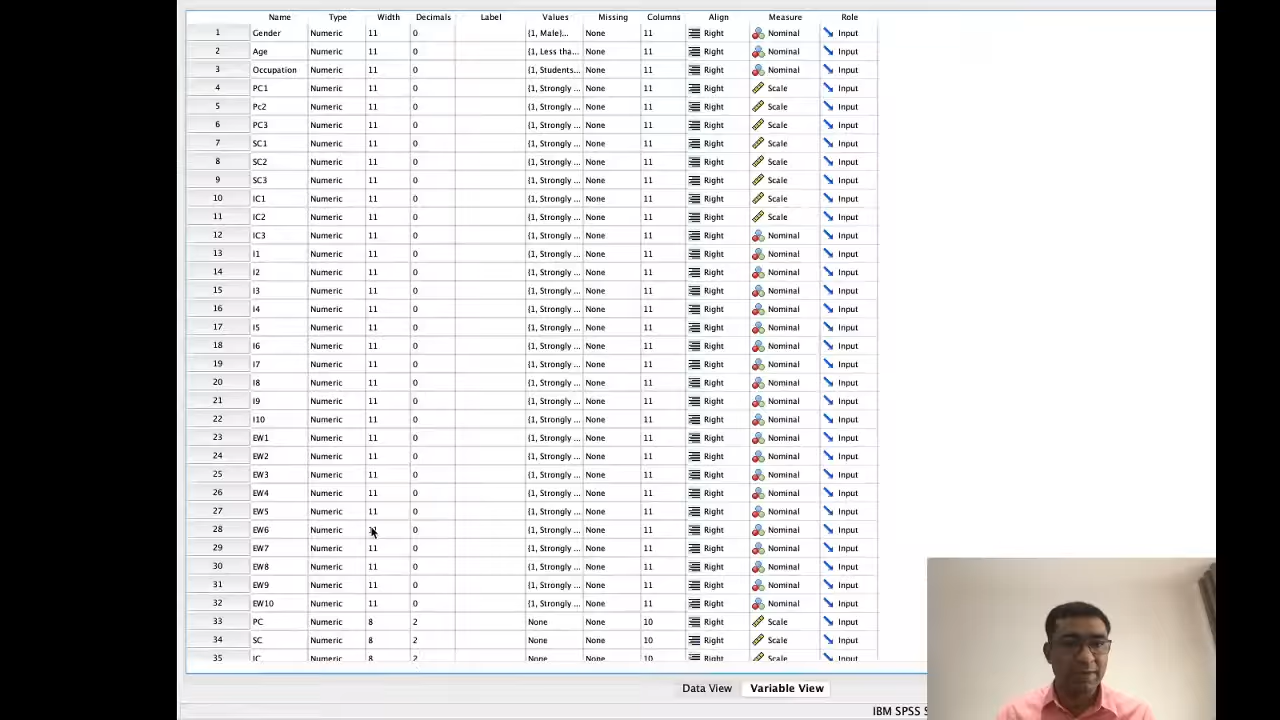 Name Type Width Decimals Label Values Missing Columns Align Measure Role
1 Gender Numeric 11 0 {1, Male}... None 11 Right Nominal Input
2 Age Numeric 11 0 {1, Less tha... None 11 Right Nominal Input
3 Occupation Numeric 11 0 {1, Students... None 11 Right Nominal Input
4 PC1 Numeric 11 0 {1, Strongly ... None 11 Right Scale Input
5 Pc2 Numeric 11 0 {1, Strongly ... None 11 Right Scale Input
6 PC3 Numeric 11 0 {1, Strongly ... None 11 Right Scale Input
7 SC1 Numeric 11 0 {1, Strongly ... None 11 Right Scale Input
8 SC2 Numeric 11 0 {1, Strongly ... None 11 Right Scale Input
9 SC3 Numeric 11 0 {1, Strongly ... None 11 Right Scale Input
10 IC1 Numeric 11 0 {1, Strongly ... None 11 Right Scale Input
11 IC2 Numeric 11 0 {1, Strongly ... None 11 Right Scale Input
12 IC3 Numeric 11 0 {1, Strongly ... None 11 Right Nominal Input
13 I1 Numeric 11 0 {1, Strongly ... None 11 Right Nominal Input
14 I2 Numeric 11 0 {1, Strongly ... None 11 Right Nominal Input
15 I3 Numeric 11 0 {1, Strongly ... None 11 Right Nominal Input
16 I4 Numeric 11 0 {1, Strongly ... None 11 Right Nominal Input
17 I5 Numeric 11 0 {1, Strongly ... None 11 Right Nominal Input
18 I6 Numeric 11 0 {1, Strongly ... None 11 Right Nominal Input
19 I7 Numeric 11 0 {1, Strongly ... None 11 Right Nominal Input
20 I8 Numeric 11 0 {1, Strongly ... None 11 Right Nominal Input
21 I9 Numeric 11 0 {1, Strongly ... None 11 Right Nominal Input
22 I10 Numeric 11 0 {1, Strongly ... None 11 Right Nominal Input
23 EW1 Numeric 11 0 {1, Strongly ... None 11 Right Nominal Input
24 EW2 Numeric 11 0 {1, Strongly ... None 11 Right Nominal Input
25 EW3 Numeric 11 0 {1, Strongly ... None 11 Right Nominal Input
26 EW4 Numeric 11 0 {1, Strongly ... None 11 Right Nominal Input
27 EW5 Numeric 11 0 {1, Strongly ... None 11 Right Nominal Input
28 EW6 Numeric 0 {1, Strongly ... None 11 Right Nominal Input
29 EW7 Numeric 11 0 {1, Strongly ... None 11 Right Nominal Input
30 EW8 Numeric 11 0 {1, Strongly ... None 11 Right Nominal Input
31 EW9 Numeric 11 0 {1, Strongly ... None 11 Right Nominal Input
32 EW10 Numeric 11 0 {1, Strongly ... None 11 Right Nominal Input
33 PC Numeric 8 2 None None 10 Right Scale Input
34 SC Numeric 8 2 None None 10 Right Scale Input
35 IC Numeric 8 2 None None 10 Right Scale Input
Data View Variable View
IBM SPSS S